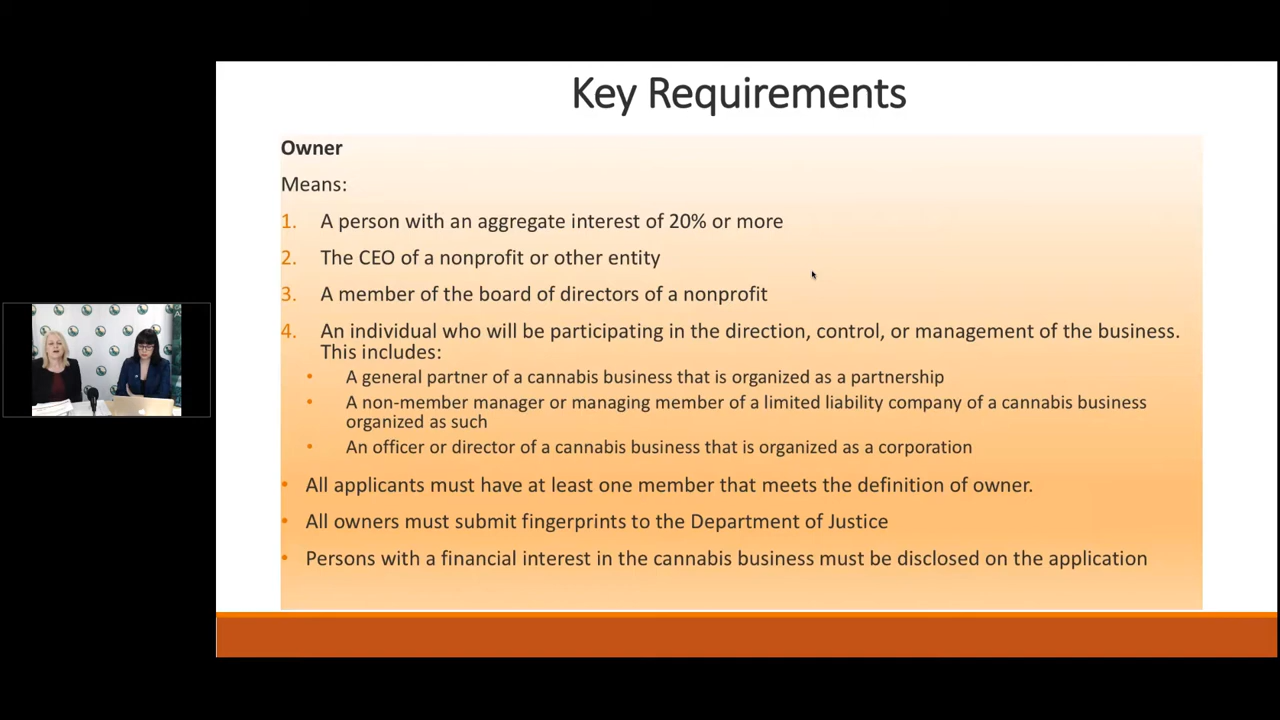 Key Requirements
Owner
Means:
1. A person with an aggregate interest of 20% or more
2. The CEO of a nonprofit or other entity
3. A member of the board of directors of a nonprofit
4. An individual who will be participating in the direction, control, or management of the business.
This includes:
• A general partner of a cannabis business that is organized as a partnership
• A non-member manager or managing member of a limited liability company of a cannabis business
organized as such
• An officer or director of a cannabis business that is organized as a corporation
• All applicants must have at least one member that meets the definition of owner.
• All owners must submit fingerprints to the Department of Justice
• Persons with a financial interest in the cannabis business must be disclosed on the application